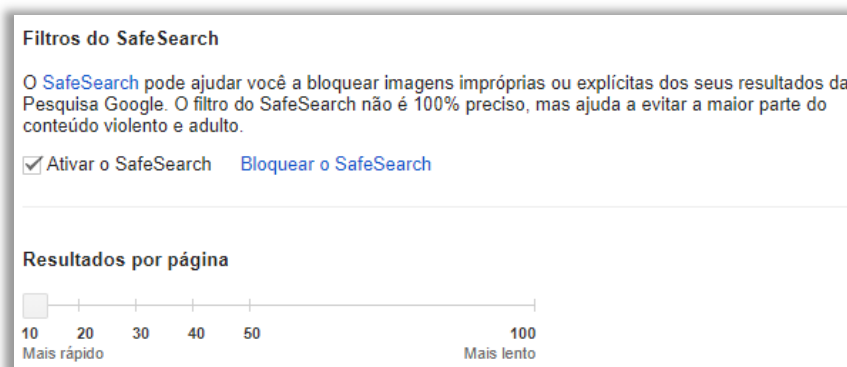 Filtros do SafeSearch
O SafeSearch pode ajudar você a bloquear imagens impróprias ou explícitas dos seus resultados da
Pesquisa Google. O filtro do SafeSearch não é 100% preciso, mas ajuda a evitar a maior parte do
conteúdo violento e adulto.
Ativar o SafeSearch Bloquear o SafeSearch
Resultados por página
10 20 30 40 50 100
Mais rápido Mais lento